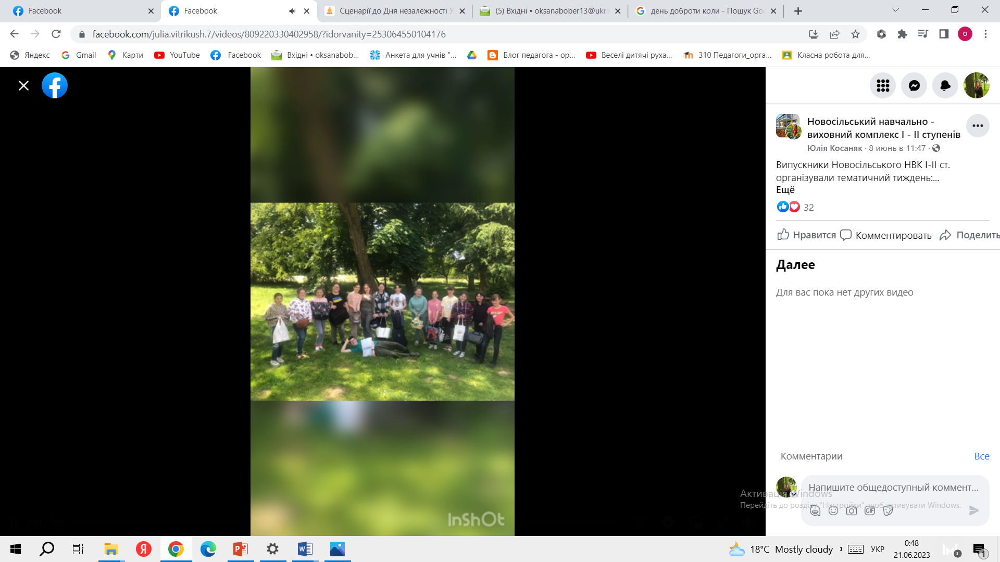 Facebook
Facebook
Сценарії до Дня незалежності У
(5) Вхідні • oksanabober13@ukr.
день доброти коли - Пошук Goo
facebook.com/julia.vitrikush.7/videos/809220330402958/?idorvanity=253064550104176
O
Яндекс
Gmail
Карти
YouTube
Facebook
Вхідні • oksanabob...
Анкета для учнів "...
Блог педагога - ор...
Веселі дитячі руха...
310 Педагоги_орга...
Класна робота для...
Новосільський навчально -
виховний комплекс І - ІІ ступенів
Юлія Косаняк · 8 июнь в 11:47 ·
Випускники Новосільського НВК І-ІІ ст.
організували тематичний тиждень:...
Ещё
32
Нравится
Комментировать
Поделить
Далее
Для вас пока нет других видео
Комментарии
Все
Напишите общедоступный коммент...
Активація Windows
Перейдіть до розділу "Настройки", щоб активувати Windows.
GIF
InShOt
18°C Mostly cloudy
УКР
0:48
21.06.2023
3
1